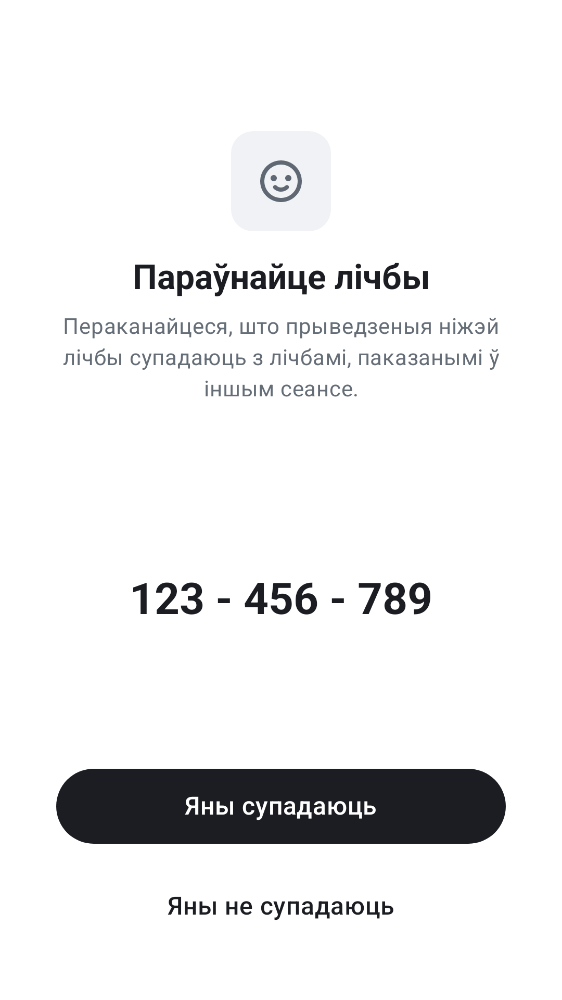 Параўнайце лічбы
Пераканайцеся, што прыведзеныя ніжэй
лічбы супадаюць з лічбамі, паказанымі ў
іншым сеансе.
123 - 456 - 789
Яны супадаюць
Яны не супадаюць